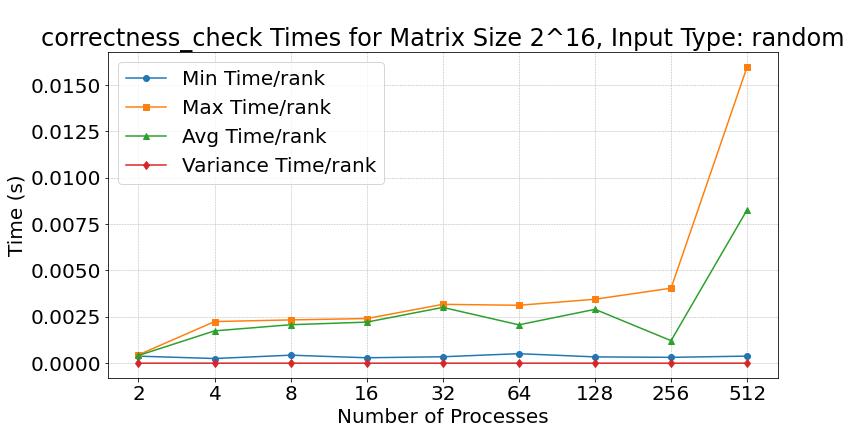 correctness_check Times for Matrix Size 2^16, Input Type: random
Min Time/rank
Max Time/rank
Avg Time/rank
Variance Time/rank
Time (s)
0.0150
0.0125
0.0100
0.0075
0.0050
0.0025
0.0000
2 4 8 16 32 64 128 256 512
Number of Processes